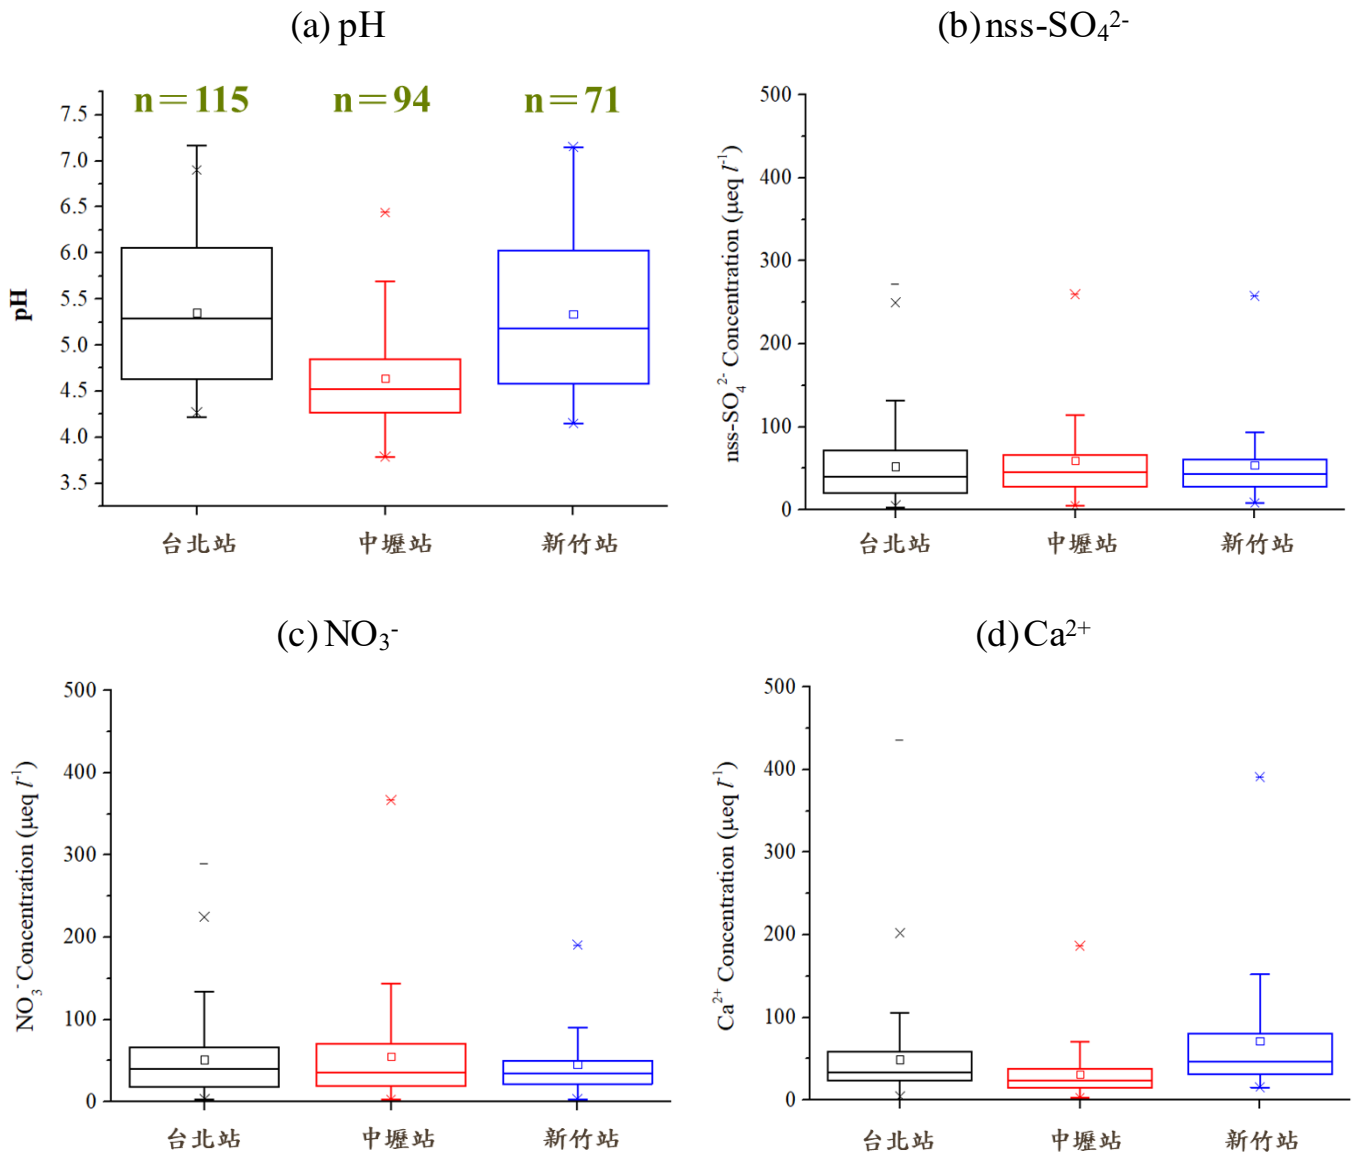 (a) pH
n＝115 n＝94 n＝71
7.5
7.0
6.5
6.0
5.5
5.0
4.5
4.0
3.5
pH
台北站 中壢站 新竹站
(b) nss-SO₄²⁻
500
400
300
200
100
0
nss-SO₄²⁻ Concentration (μeq l⁻¹)
台北站 中壢站 新竹站
(c) NO₃⁻
500
400
300
200
100
0
NO₃⁻ Concentration (μeq l⁻¹)
台北站 中壢站 新竹站
(d) Ca²⁺
500
400
300
200
100
0
Ca²⁺ Concentration (μeq l⁻¹)
台北站 中壢站 新竹站